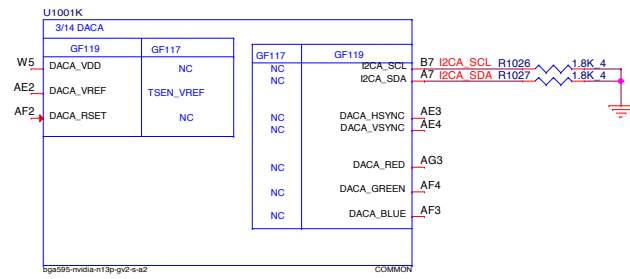 U1001K
3/14 DACA
GF119 GF117
W5 DACA_VDD NC
AE2 DACA_VREF TSEN_VREF
AF2 DACA_RSET NC
GF117 GF119
NC I2CA_SCL B7 I2CA_SCL R1026 1.8K_4
NC I2CA_SDA A7 I2CA_SDA R1027 1.8K_4
NC DACA_HSYNC AE3
NC DACA_VSYNC AE4
NC DACA_RED AG3
NC DACA_GREEN AF4
NC DACA_BLUE AF3
bga595-nvidia-n13p-gv2-s-a2 COMMON